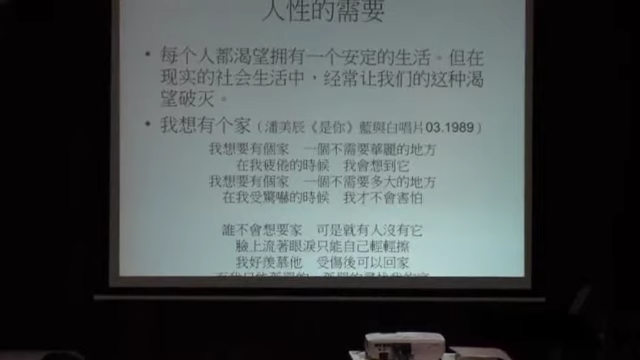 人性的需要
• 每个人都渴望拥有一个安定的生活。但在
现实的社会生活中，经常让我们的这种渴
望破灭。
• 我想有个家（潘美辰《是你》藍與白唱片03.1989）
我想要有個家　一個不需要華麗的地方
在我疲倦的時候　我會想到它
我想要有個家　一個不需要多大的地方
在我受驚嚇的時候　我才不會害怕
誰不會想要家　可是就有人沒有它
臉上流著眼淚只能自己輕輕擦
我好羨慕他　受傷後可以回家